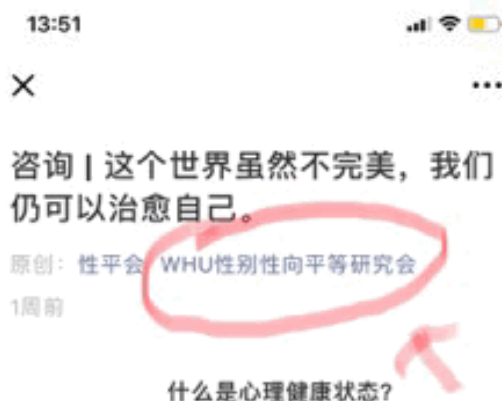 13:51
咨询 | 这个世界虽然不完美，我们
仍可以治愈自己。
原创：性平会 WHU性别性向平等研究会
1周前
什么是心理健康状态？